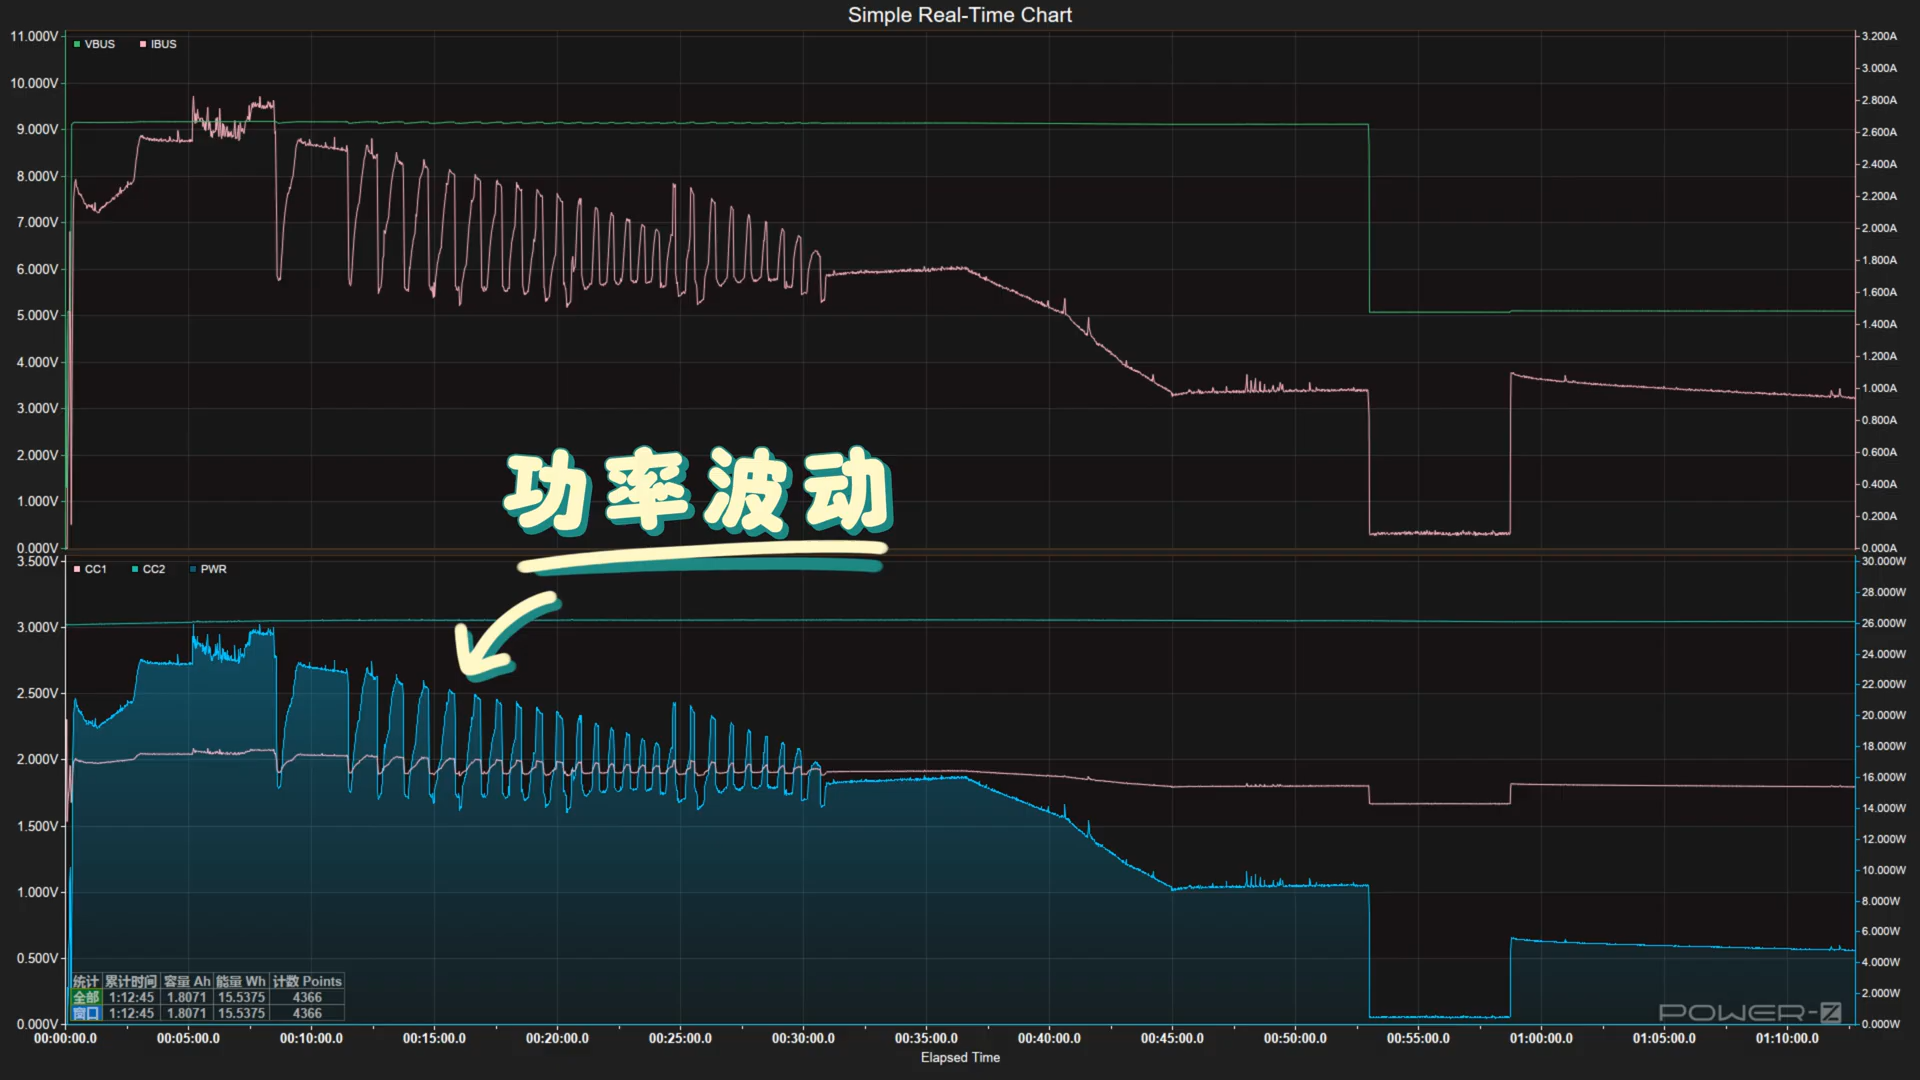 Simple Real-Time Chart
VBUS IBUS
11.000V
10.000V
9.000V
8.000V
7.000V
6.000V
5.000V
4.000V
3.000V
2.000V
1.000V
0.000V
3.200A
3.000A
2.800A
2.600A
2.400A
2.200A
2.000A
1.800A
1.600A
1.400A
1.200A
1.000A
0.800A
0.600A
0.400A
0.200A
0.000A
功率波动
CC1 CC2 PWR
3.500V
3.000V
2.500V
2.000V
1.500V
1.000V
0.500V
0.000V
30.000W
28.000W
26.000W
24.000W
22.000W
20.000W
18.000W
16.000W
14.000W
12.000W
10.000W
8.000W
6.000W
4.000W
2.000W
0.000W
统计 累计时间 容量 Ah 能量 Wh 计数 Points
全部 1:12:45 1.8071 15.5375 4366
窗口 1:12:45 1.8071 15.5375 4366
POWER-Z
00:00:00.0 00:05:00.0 00:10:00.0 00:15:00.0 00:20:00.0 00:25:00.0 00:30:00.0 00:35:00.0 00:40:00.0 00:45:00.0 00:50:00.0 00:55:00.0 01:00:00.0 01:05:00.0 01:10:00.0
Elapsed Time